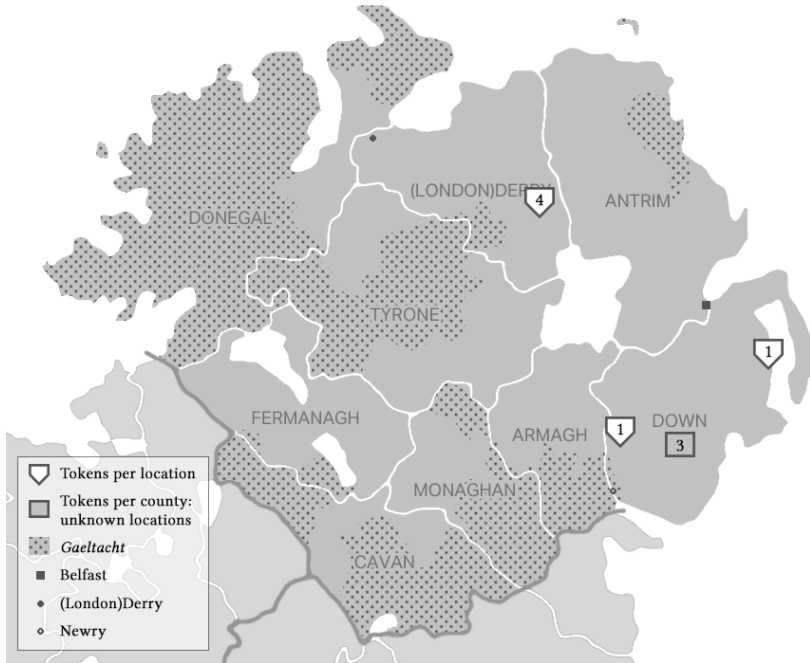 (LONDON)DERRY
4
ANTRIM
DONEGAL
TYRONE
1
FERMANAGH
ARMAGH
1
DOWN
3
MONAGHAN
CAVAN
Tokens per location
Tokens per county:
unknown locations
Gaeltacht
Belfast
(London)Derry
Newry